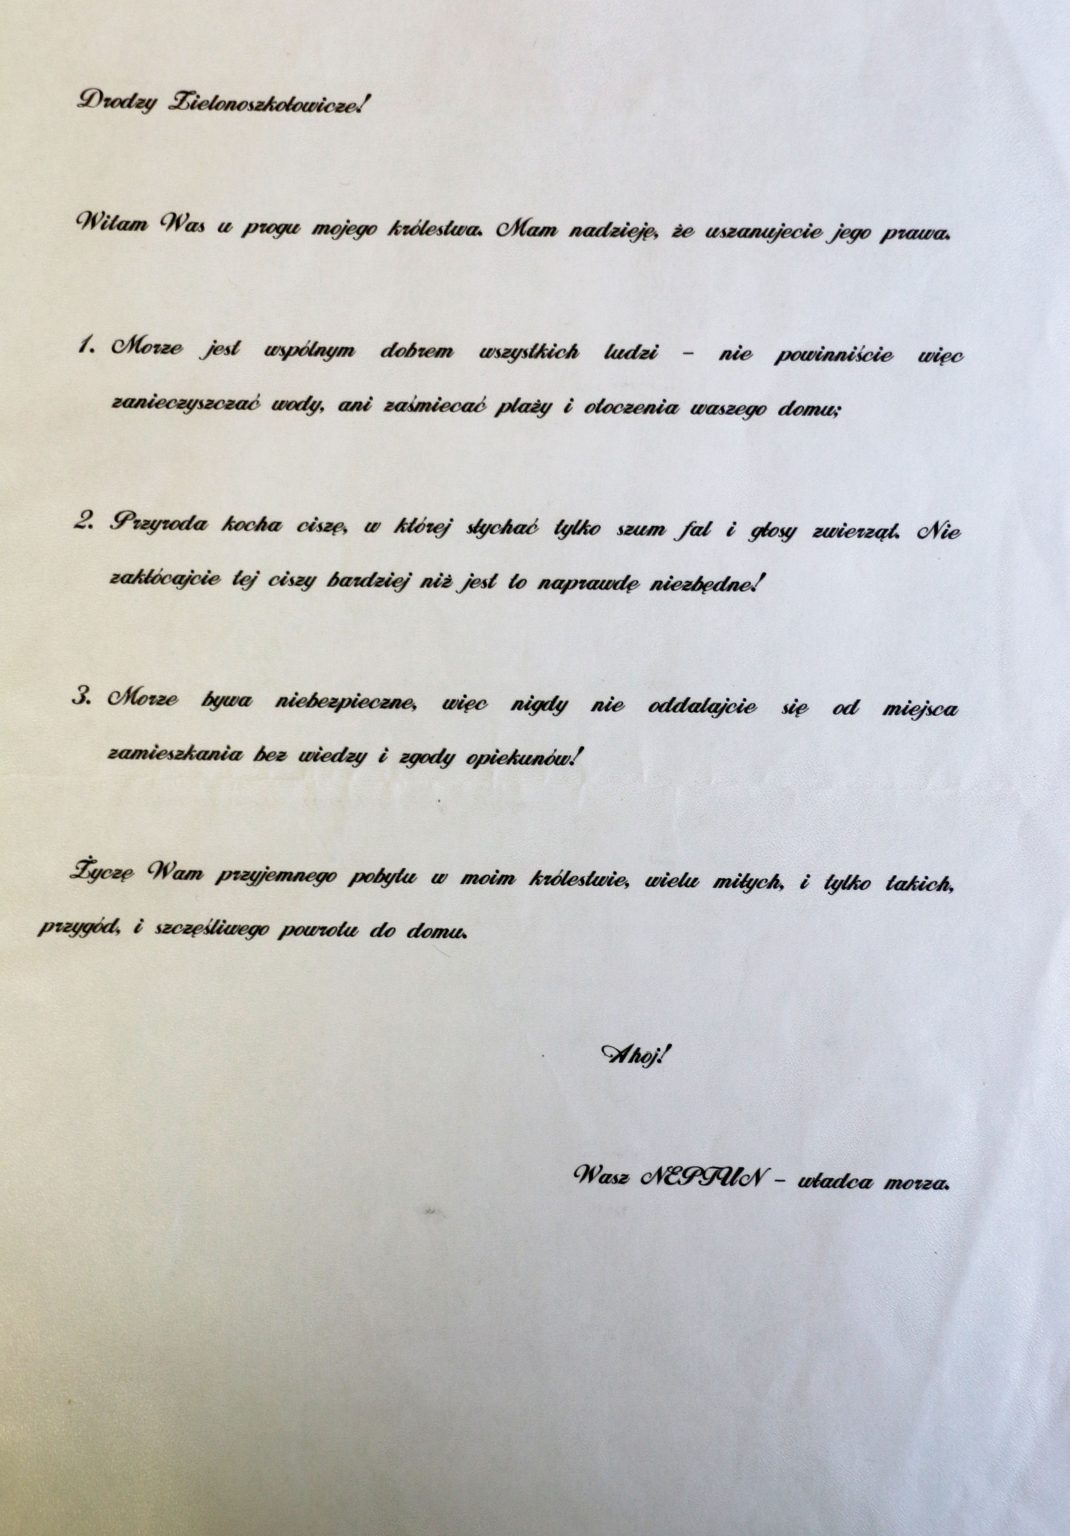 Drodzy Zielonoszkołowicze!
Witam Was u progu mojego królestwa. Mam nadzieję, że uszanujecie jego prawa.
1. Morze jest wspólnym dobrem wszystkich ludzi – nie powinniście więc
zanieczyszczać wody, ani zaśmiecać plaży i otoczenia waszego domu;
2. Przyroda kocha ciszę, w której słychać tylko szum fal i głosy zwierząt. Nie
zakłócajcie tej ciszy bardziej niż jest to naprawdę niezbędne!
3. Morze bywa niebezpieczne, więc nigdy nie oddalajcie się od miejsca
zamieszkania bez wiedzy i zgody opiekunów!
Życzę Wam przyjemnego pobytu w moim królestwie, wielu miłych, i tylko takich,
przygód, i szczęśliwego powrotu do domu.
Ahoj!
Wasz NEPTUN – władca morza.